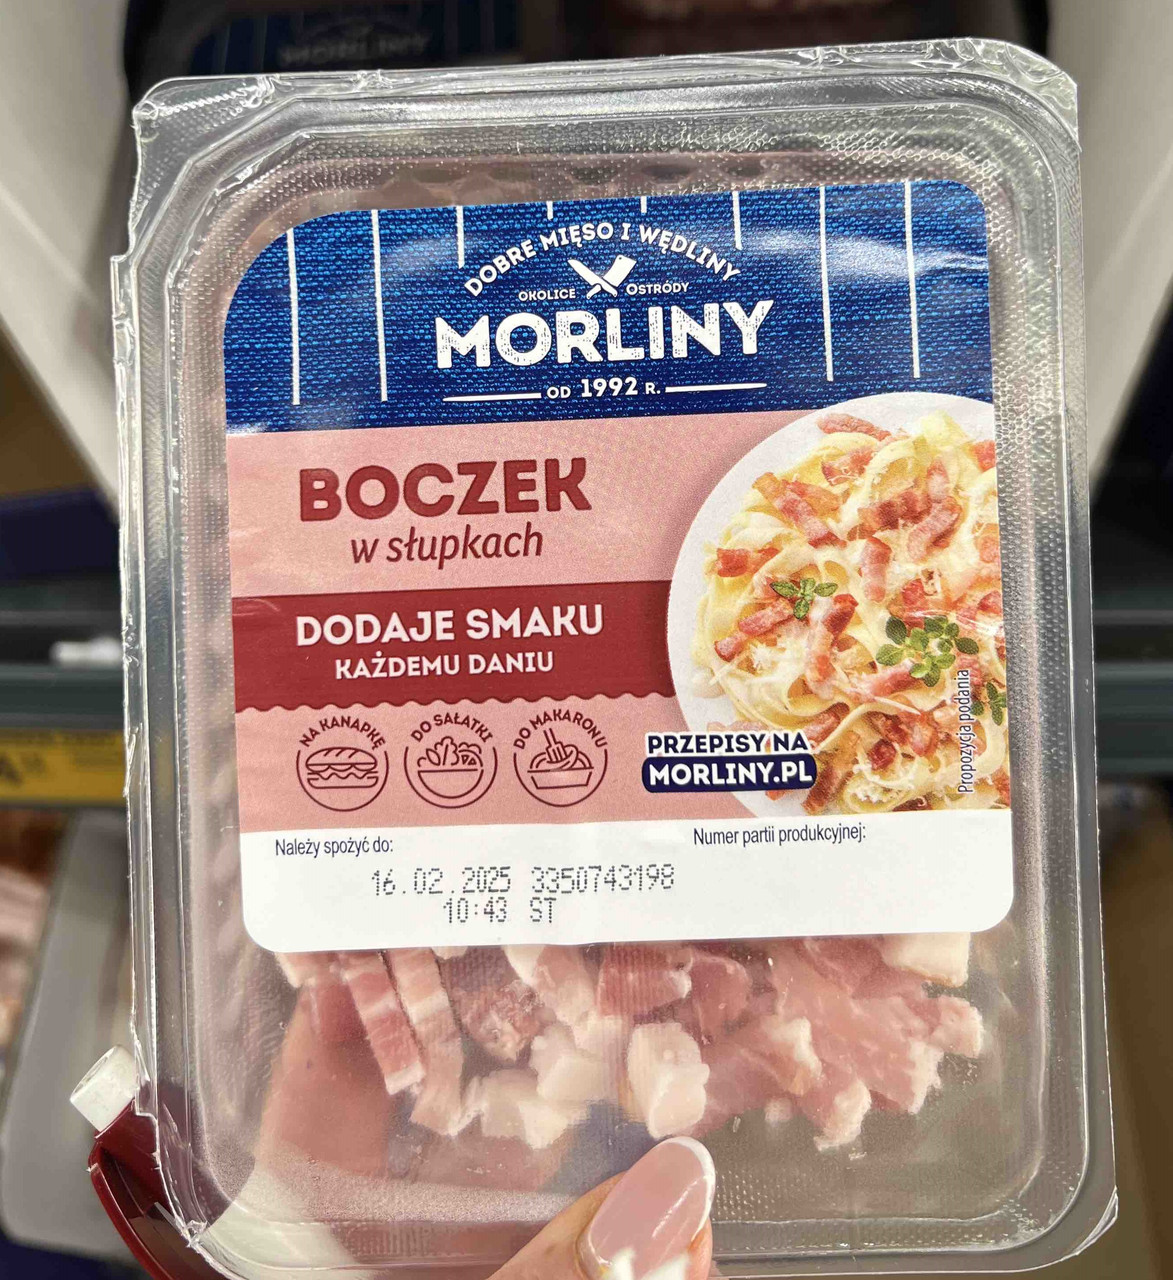 DOBRE MIĘSO I WĘDLINY
OKOLICE OSTRÓDY
MORLINY
OD 1992 R.
BOCZEK
w słupkach
DODAJE SMAKU
KAŻDEMU DANIU
NA KANAPKĘ
DO SAŁATKI
DO MAKARONU
PRZEPISY NA
MORLINY.PL
Propozycja podania
Należy spożyć do:
Numer partii produkcyjnej:
16.02.2025 3350743198
10:43 ST